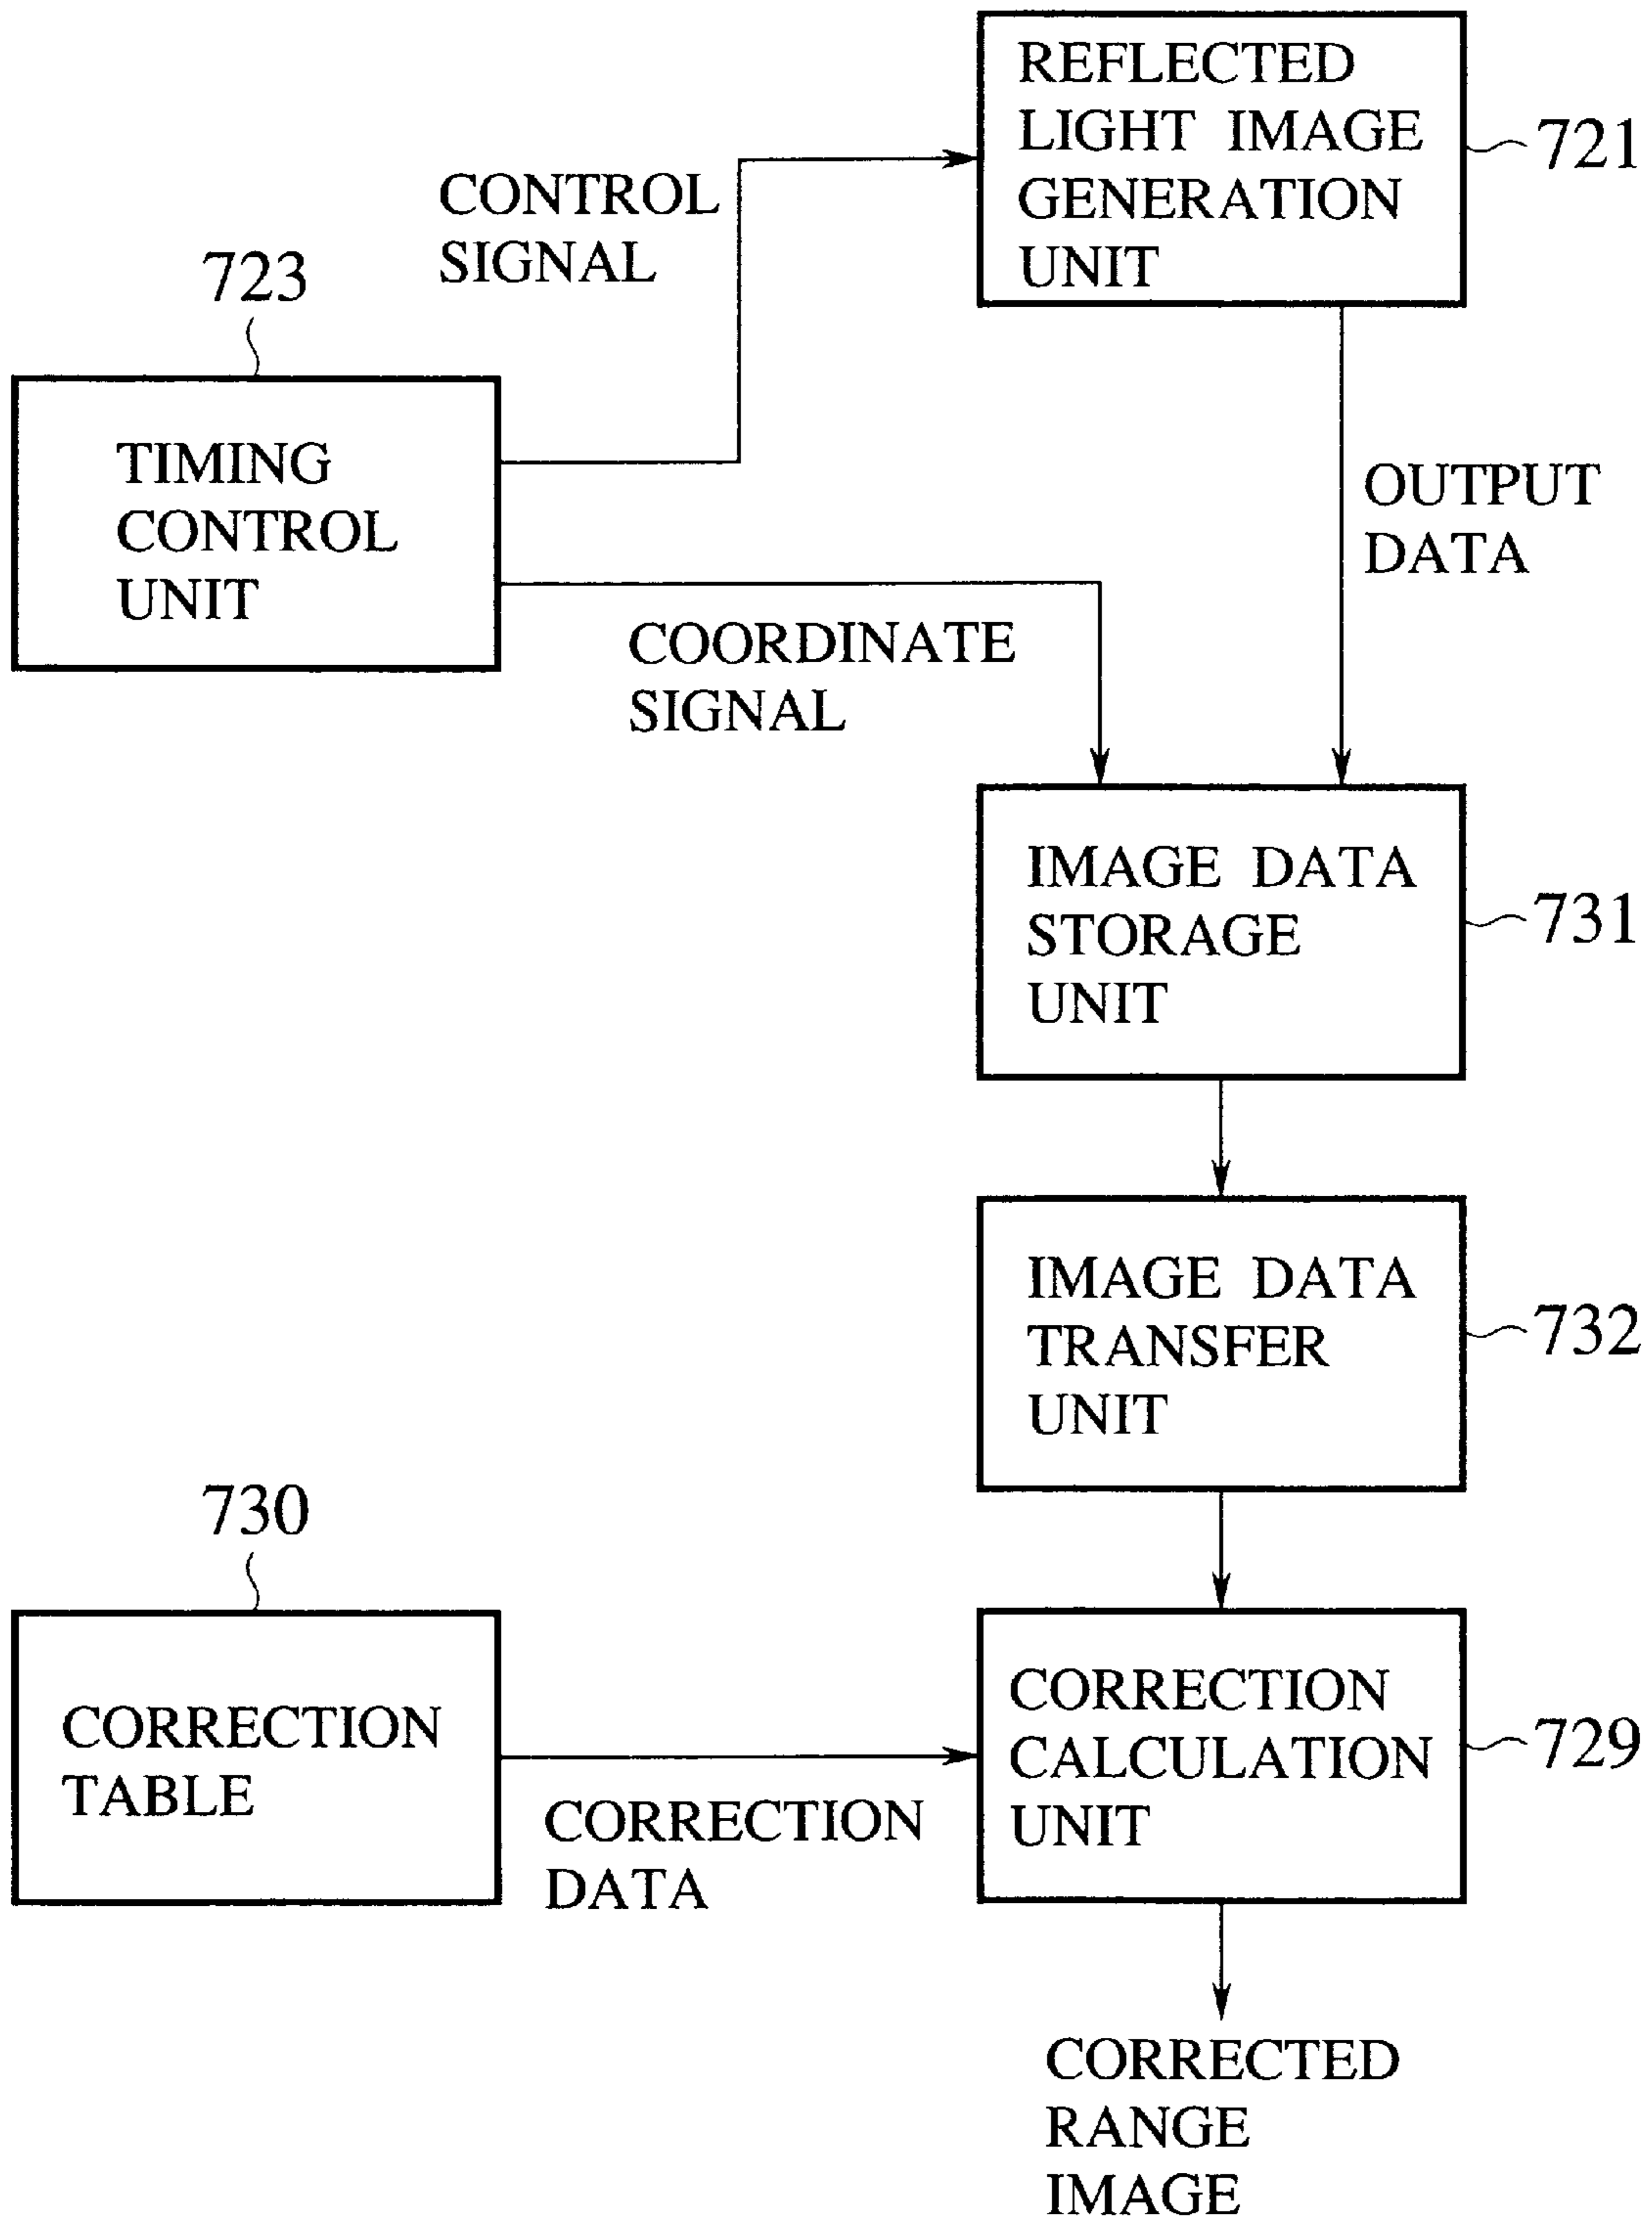 REFLECTED
LIGHT IMAGE
GENERATION
UNIT
721
CONTROL
SIGNAL
723
TIMING
CONTROL
UNIT
OUTPUT
DATA
COORDINATE
SIGNAL
IMAGE DATA
STORAGE
UNIT
731
IMAGE DATA
TRANSFER
UNIT
732
730
CORRECTION
TABLE
CORRECTION
DATA
CORRECTION
CALCULATION
UNIT
729
CORRECTED
RANGE
IMAGE